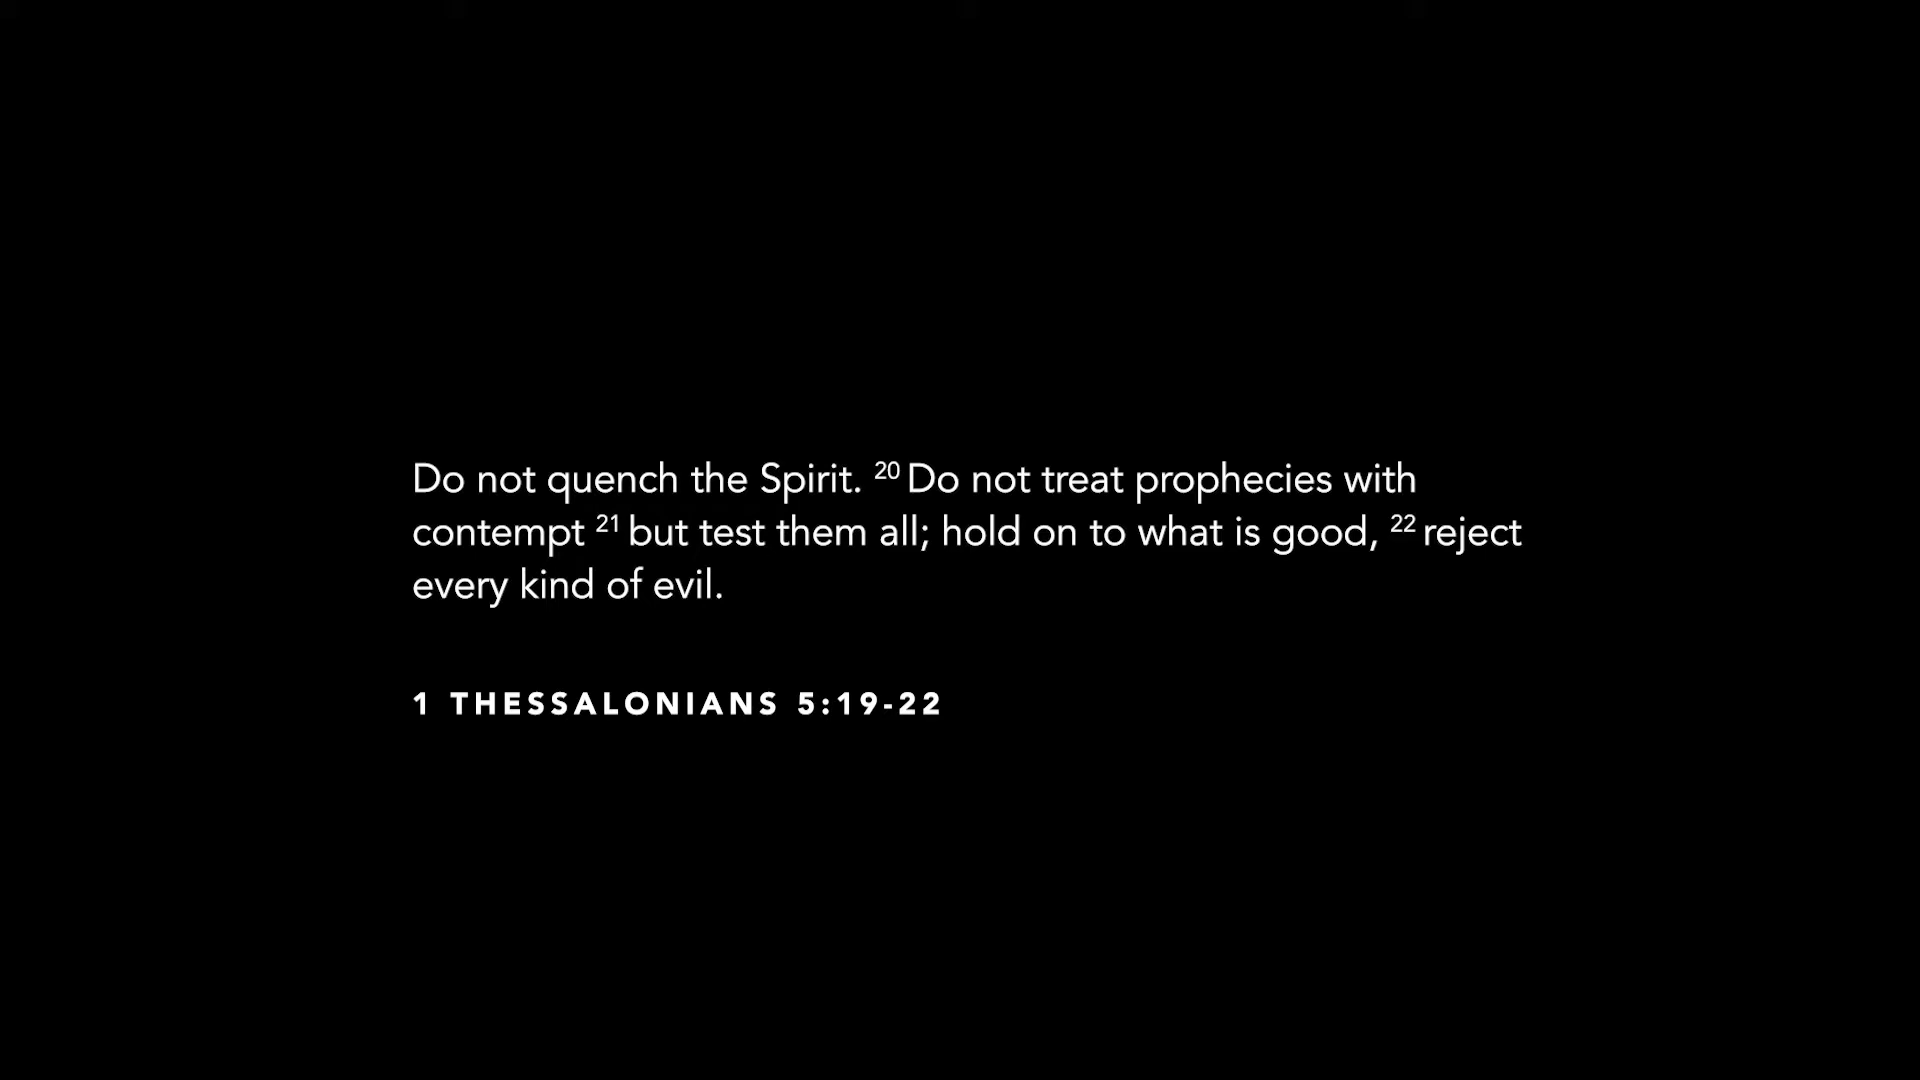 Do not quench the Spirit. 20 Do not treat prophecies with
contempt 21 but test them all; hold on to what is good, 22 reject
every kind of evil.
1 THESSALONIANS 5:19-22